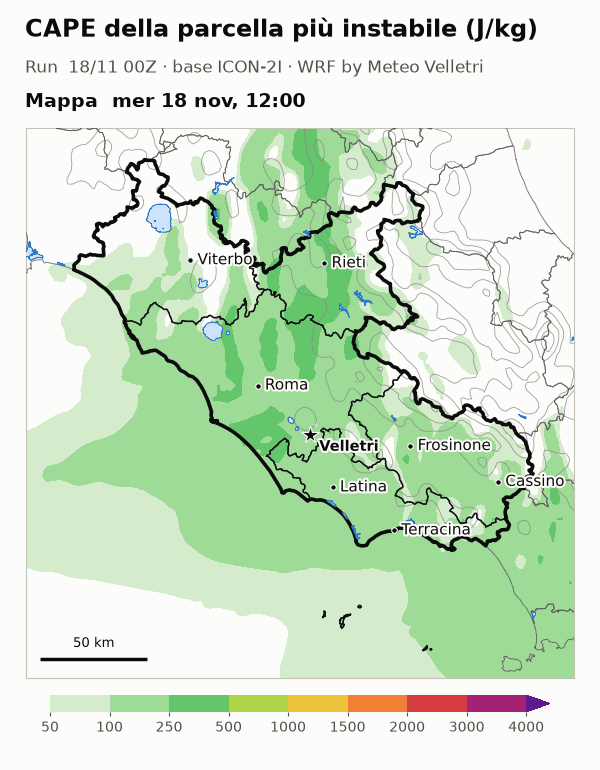 CAPE della parcella più instabile (J/kg)
Run  18/11 00Z · base ICON-2I · WRF by Meteo Velletri
Mappa  mer 18 nov, 12:00
Viterbo
Rieti
Roma
Velletri
Frosinone
Cassino
Latina
Terracina
50 km
50 100 250 500 1000 1500 2000 3000 4000